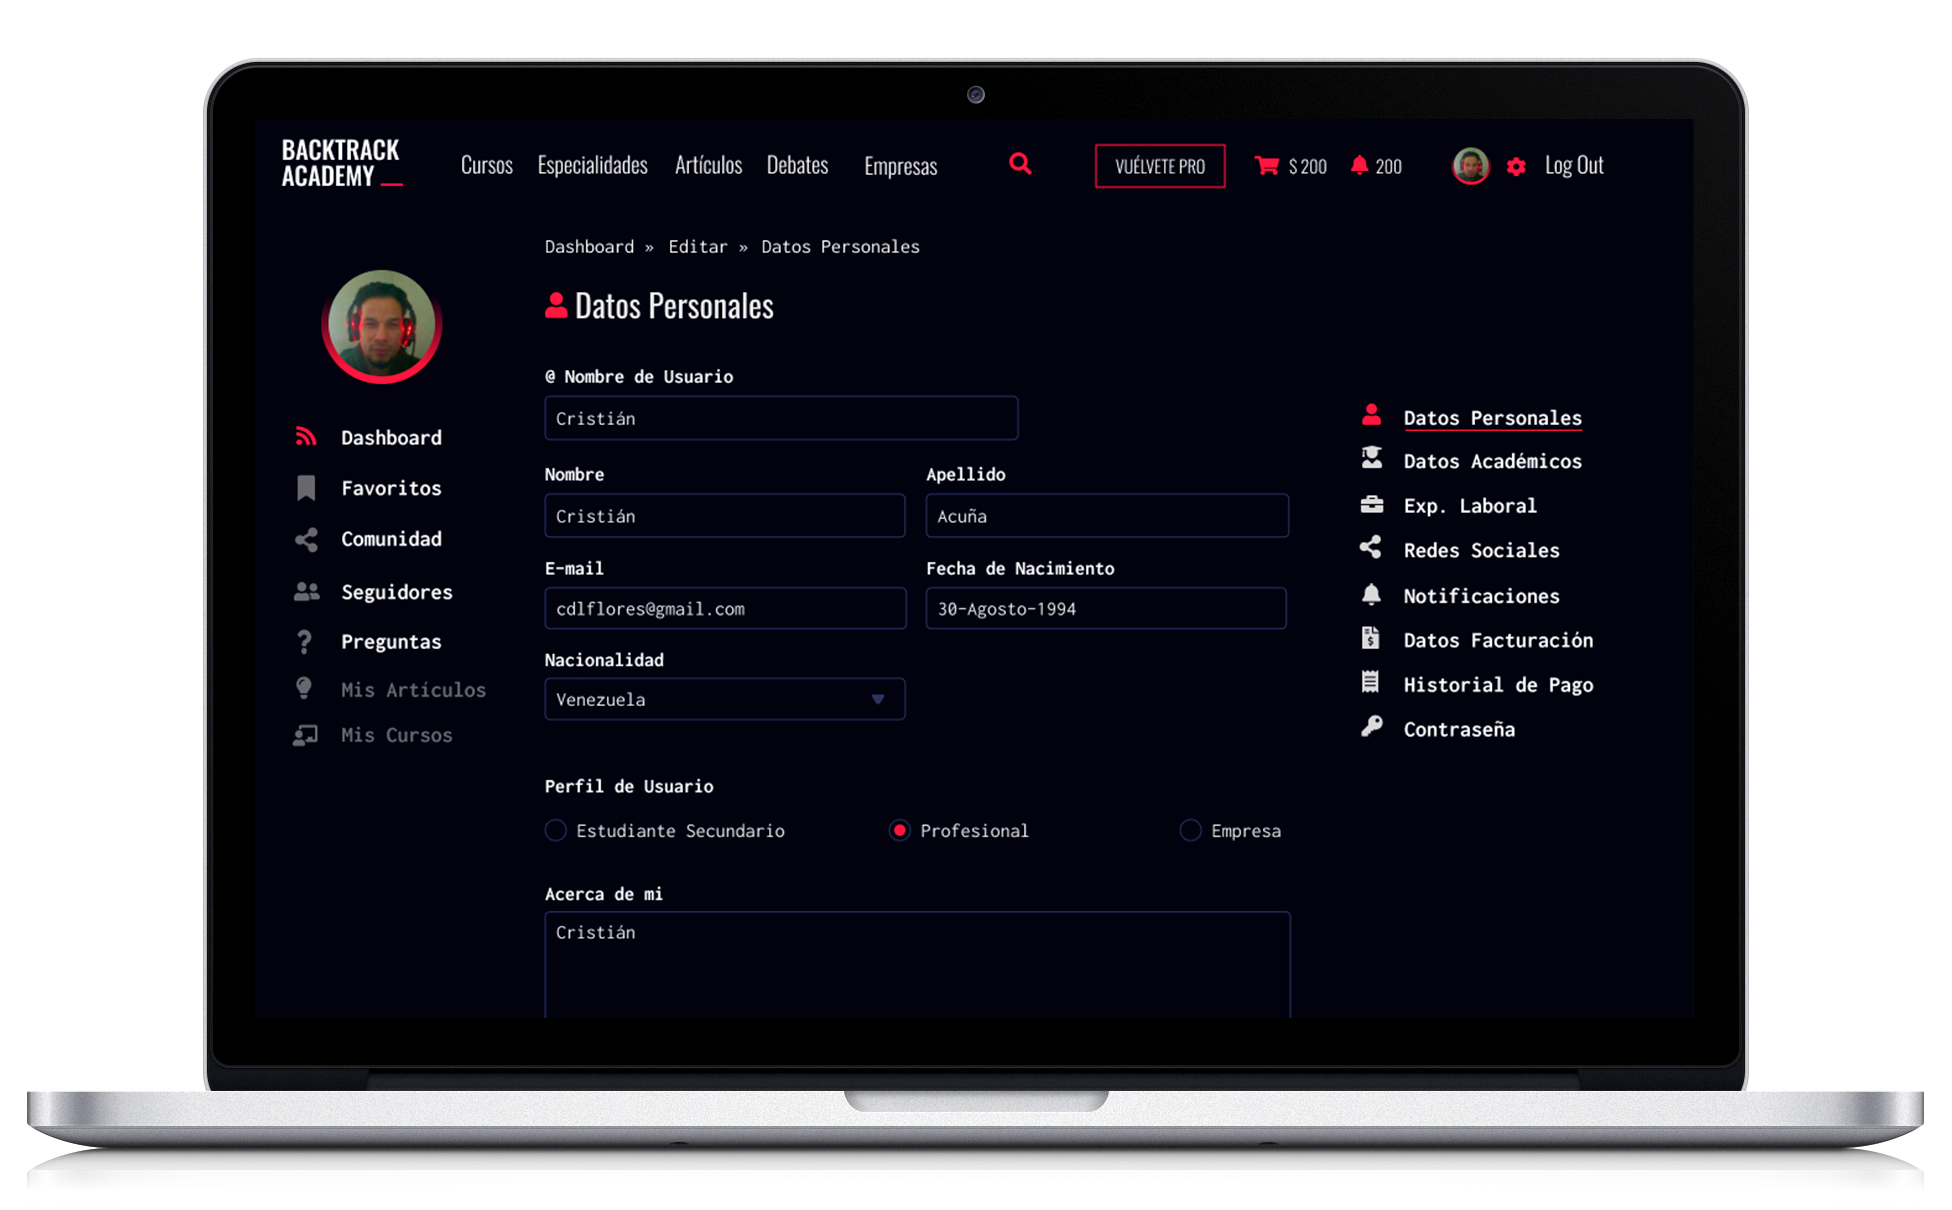 BACKTRACK
ACADEMY __
Cursos Especialidades Artículos Debates Empresas VUÉLVETE PRO $ 200 200 Log Out
Dashboard » Editar » Datos Personales
Datos Personales
@ Nombre de Usuario
Cristián
Nombre Apellido
Cristián Acuña
E-mail Fecha de Nacimiento
cdlflores@gmail.com 30-Agosto-1994
Nacionalidad
Venezuela
Perfil de Usuario
Estudiante Secundario Profesional Empresa
Acerca de mi
Cristián
Dashboard
Favoritos
Comunidad
Seguidores
Preguntas
Mis Artículos
Mis Cursos
Datos Personales
Datos Académicos
Exp. Laboral
Redes Sociales
Notificaciones
Datos Facturación
Historial de Pago
Contraseña